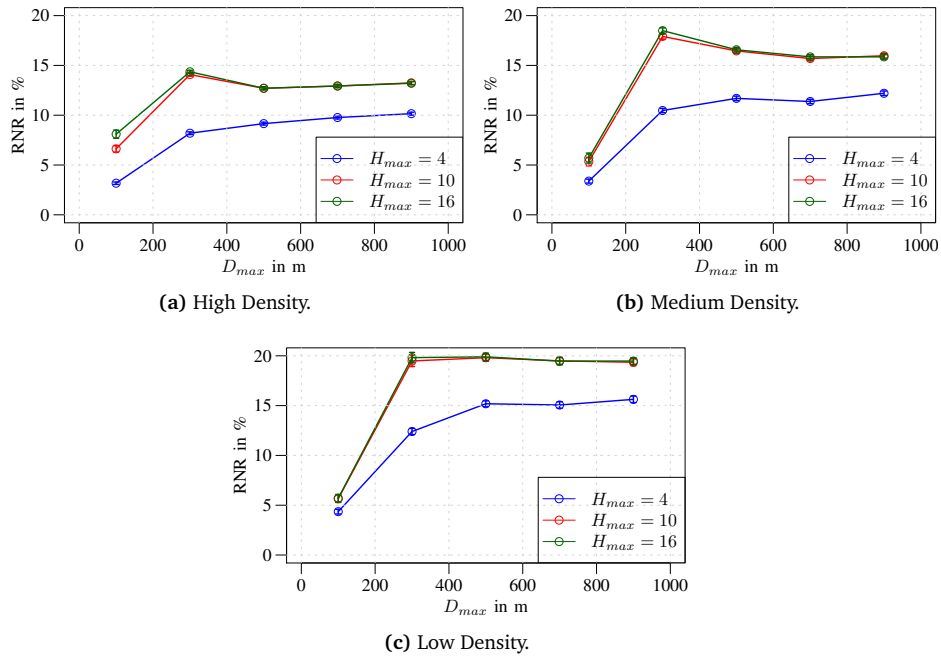 20
15
10
5
0
RNR in %
H_max = 4
H_max = 10
H_max = 16
0 200 400 600 800 1000
D_max in m
(a) High Density.
20
15
10
5
0
RNR in %
H_max = 4
H_max = 10
H_max = 16
0 200 400 600 800 1000
D_max in m
(b) Medium Density.
20
15
10
5
0
RNR in %
H_max = 4
H_max = 10
H_max = 16
0 200 400 600 800 1000
D_max in m
(c) Low Density.